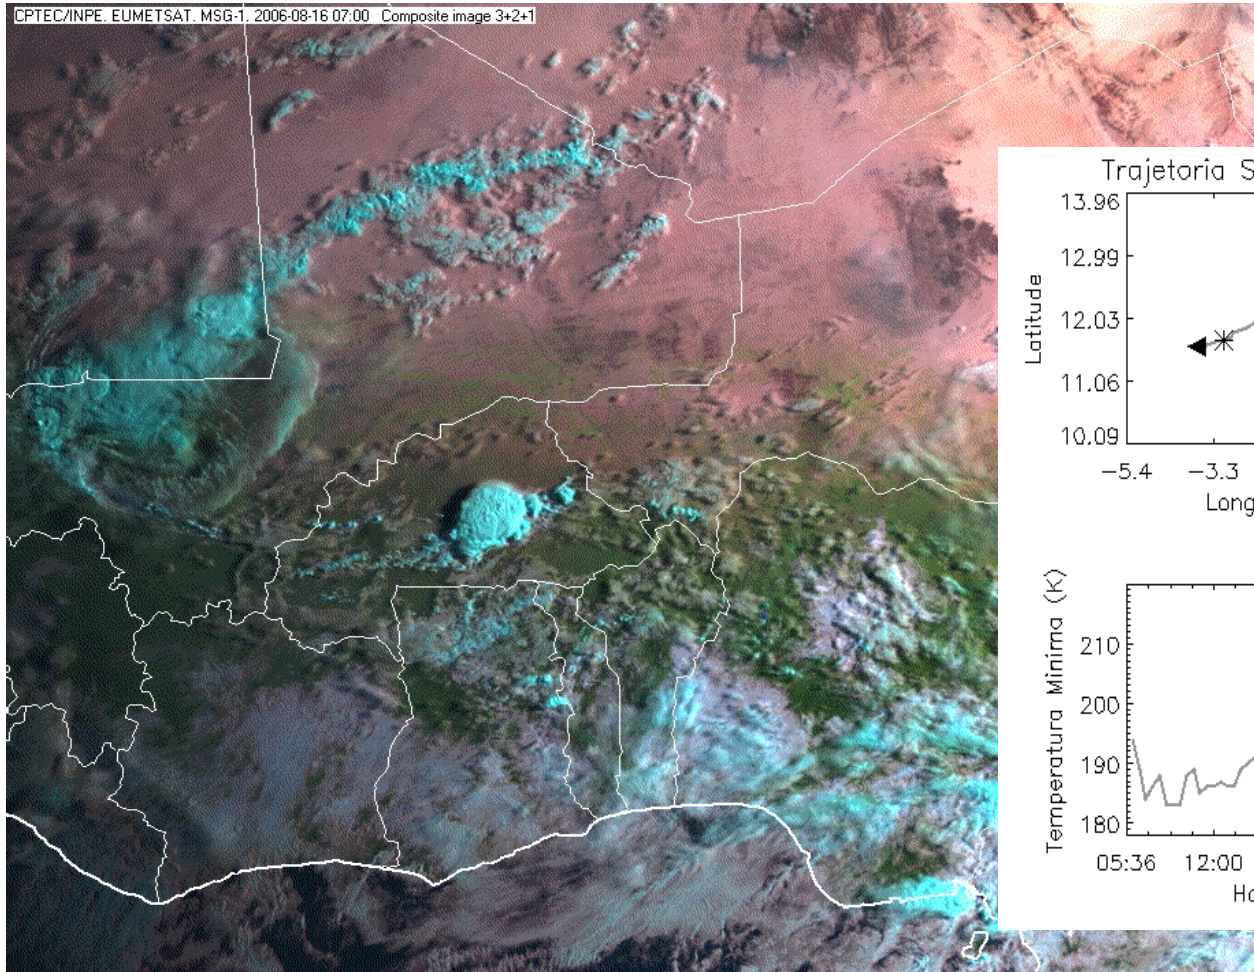 CPTEC/INPE. EUMETSAT. MSG-1. 2006-08-16 07:00 Composite image 3+2+1
Trajetoria S
13.96
12.99
12.03
11.06
10.09
Latitude
-5.4 -3.3
Long
Temperatura Minima (K)
210
200
190
180
05:36 12:00
Ho